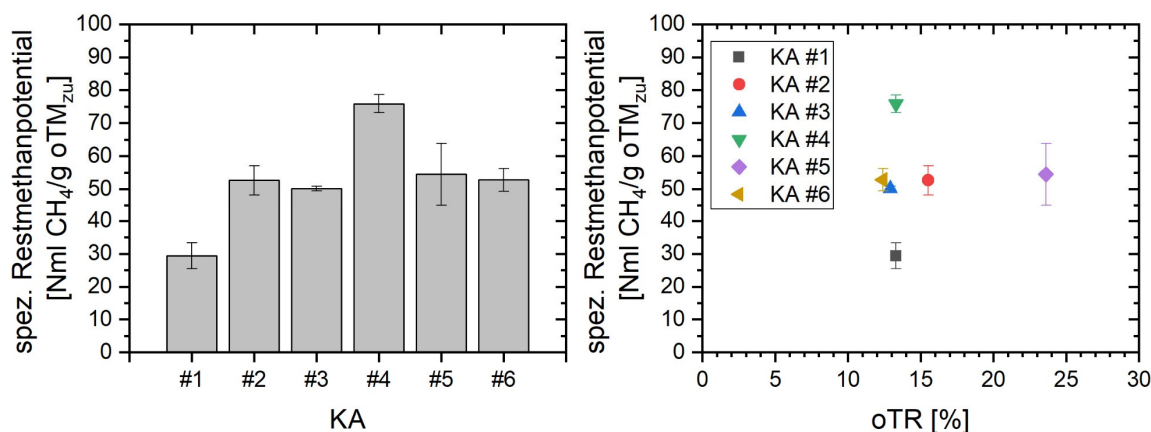 spez. Restmethanpotential
[Nml CH₄/g oTM_zu]
100
90
80
70
60
50
40
30
20
10
0
#1 #2 #3 #4 #5 #6
KA
spez. Restmethanpotential
[Nml CH₄/g oTM_zu]
100
90
80
70
60
50
40
30
20
10
0
KA #1
KA #2
KA #3
KA #4
KA #5
KA #6
0 5 10 15 20 25 30
oTR [%]